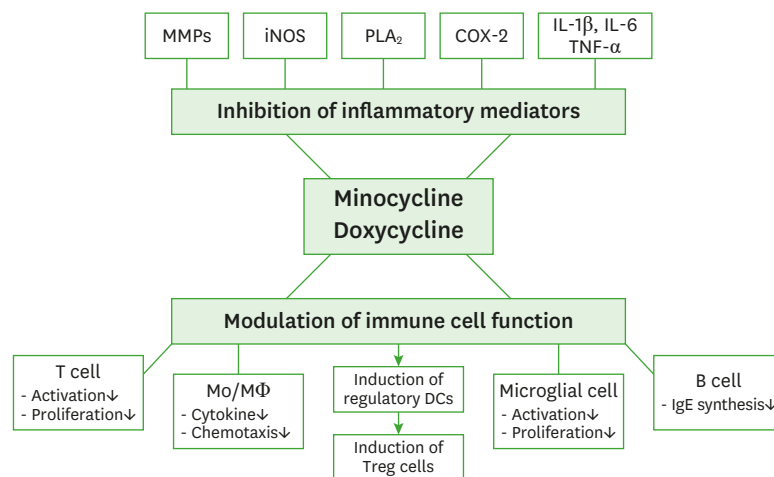 MMPs
iNOS
PLA₂
COX-2
IL-1β, IL-6
TNF-α
Inhibition of inflammatory mediators
Minocycline
Doxycycline
Modulation of immune cell function
T cell
- Activation↓
- Proliferation↓
Mo/MΦ
- Cytokine↓
- Chemotaxis↓
Induction of
regulatory DCs
Induction of
Treg cells
Microglial cell
- Activation↓
- Proliferation↓
B cell
- IgE synthesis↓